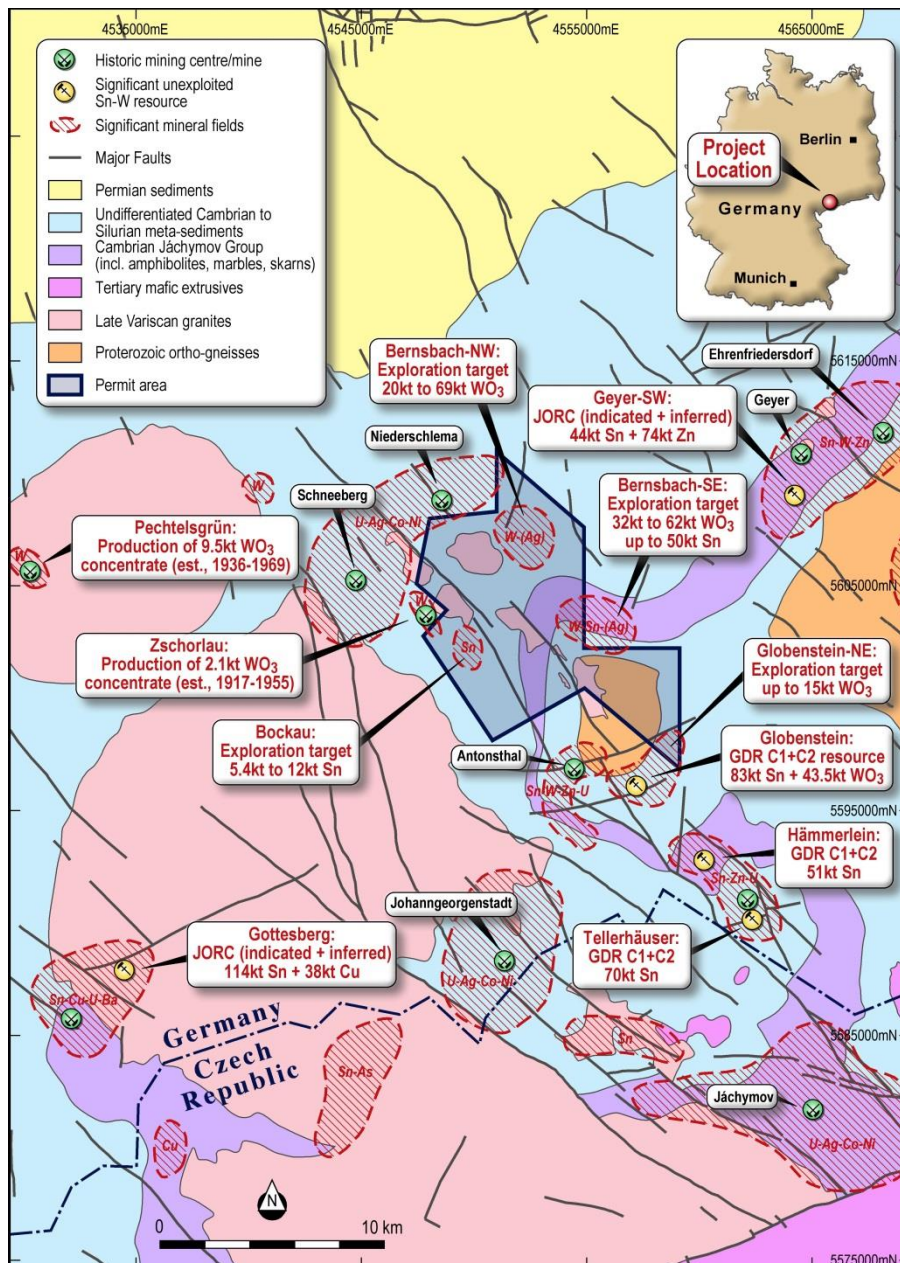 4535000mE
4545000mE
4555000mE
4565000mE
Historic mining centre/mine
Significant unexploited
Sn-W resource
Significant mineral fields
Major Faults
Permian sediments
Undifferentiated Cambrian to
Silurian meta-sediments
Cambrian Jáchymov Group
(incl. amphibolites, marbles, skarns)
Tertiary mafic extrusives
Late Variscan granites
Proterozoic ortho-gneisses
Permit area
Berlin
Project
Location
Germany
Munich
5615000mN
Ehrenfriedersdorf
Bernsbach-NW:
Exploration target
20kt to 69kt WO₃
Geyer-SW:
JORC (indicated + inferred)
44kt Sn + 74kt Zn
Geyer
Sn-W-Zn
Niederschlema
Schneeberg
Bernsbach-SE:
Exploration target
32kt to 62kt WO₃
up to 50kt Sn
W
U-Ag-Co-Ni
W-(Ag)
Pechtelsgrün:
Production of 9.5kt WO₃
concentrate (est., 1936-1969)
W
5605000mN
W
W-Sn-(Ag)
Sn
Zschorlau:
Production of 2.1kt WO₃
concentrate (est., 1917-1955)
Globenstein-NE:
Exploration target
up to 15kt WO₃
Bockau:
Exploration target
5.4kt to 12kt Sn
Antonsthal
Globenstein:
GDR C1+C2 resource
83kt Sn + 43.5kt WO₃
Sn-W-Zn-U
5595000mN
Hämmerlein:
GDR C1+C2
51kt Sn
Sn-Zn-U
Johanngeorgenstadt
Gottesberg:
JORC (indicated + inferred)
114kt Sn + 38kt Cu
Tellerhäuser:
GDR C1+C2
70kt Sn
U-Ag-Co-Ni
Sn-Cu-U-Ba
Germany
Czech
Republic
5585000mN
Sn
Sn-As
Jáchymov
Cu
U-Ag-Co-Ni
N
0
10 km
5575000mN